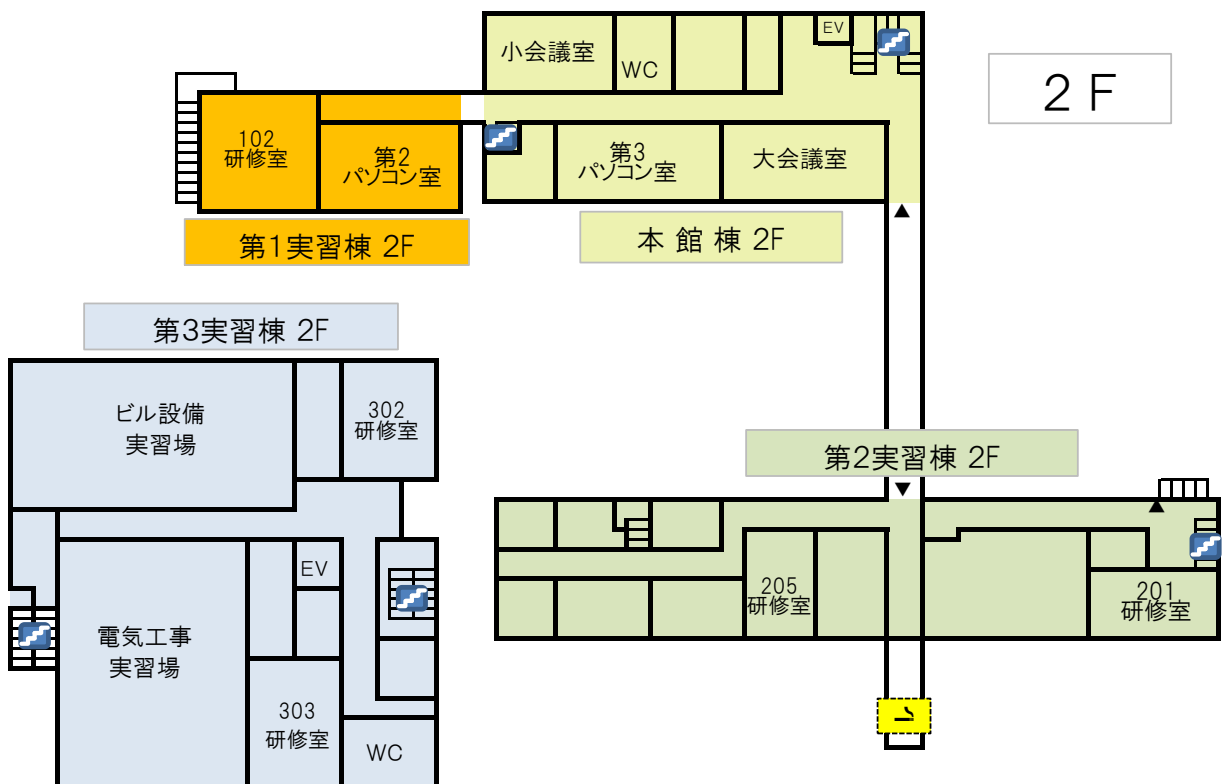 小会議室
WC
EV
2F
102
研修室
第2
パソコン室
第3
パソコン室
大会議室
第1実習棟 2F
本館棟 2F
第3実習棟 2F
ビル設備
実習場
302
研修室
第2実習棟 2F
EV
電気工事
実習場
303
研修室
WC
205
研修室
201
研修室